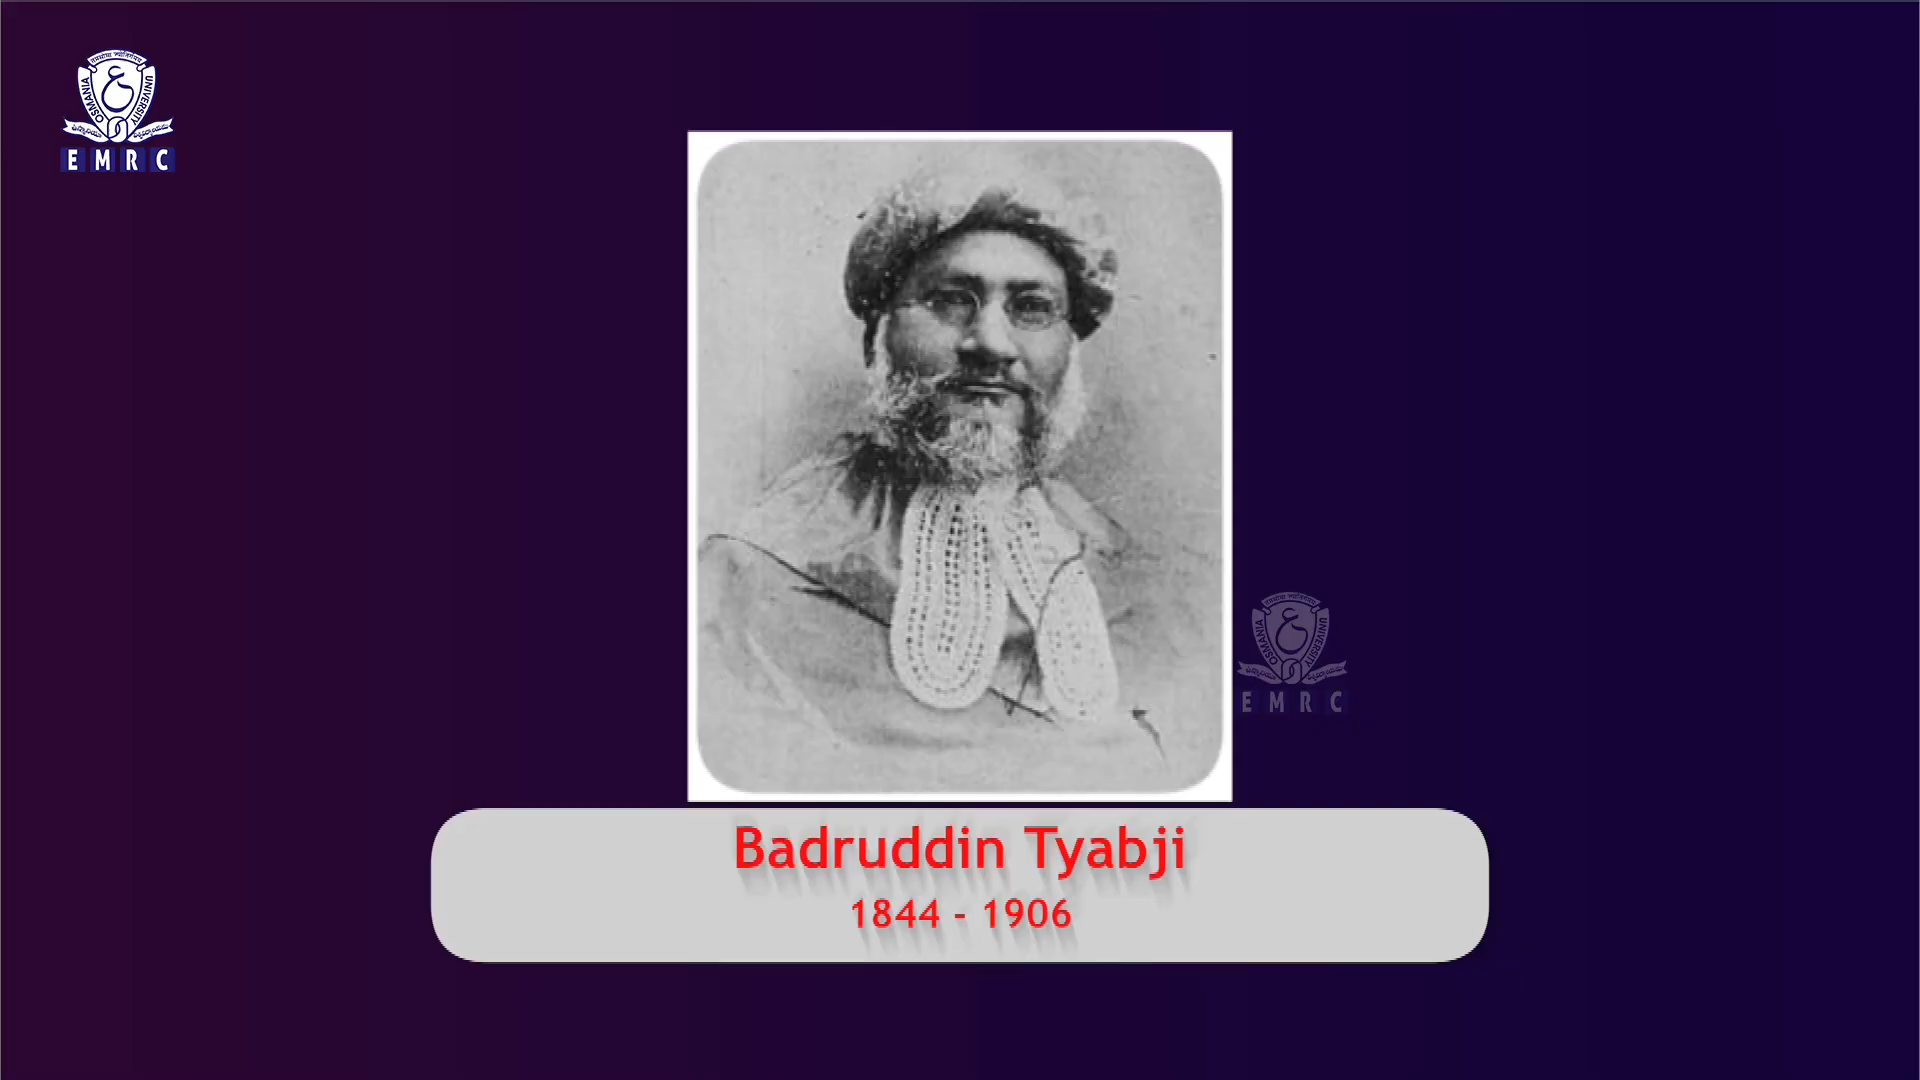 OSMANIA UNIVERSITY
E M R C
OSMANIA UNIVERSITY
E M R C
Badruddin Tyabji
1844 - 1906